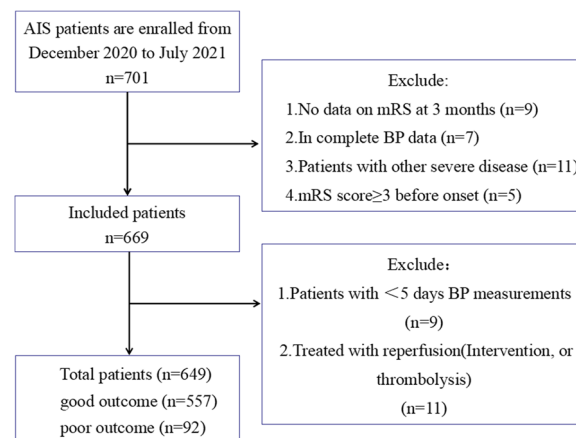 AIS patients are enralled from
December 2020 to July 2021
n=701
Exclude:
1.No data on mRS at 3 months (n=9)
2.In complete BP data (n=7)
3.Patients with other severe disease (n=11)
4.mRS score≥3 before onset (n=5)
Included patients
n=669
Exclude：
1.Patients with ＜5 days BP measurements
(n=9)
2.Treated with reperfusion(Intervention, or
thrombolysis)
(n=11)
Total patients (n=649)
good outcome (n=557)
poor outcome (n=92)